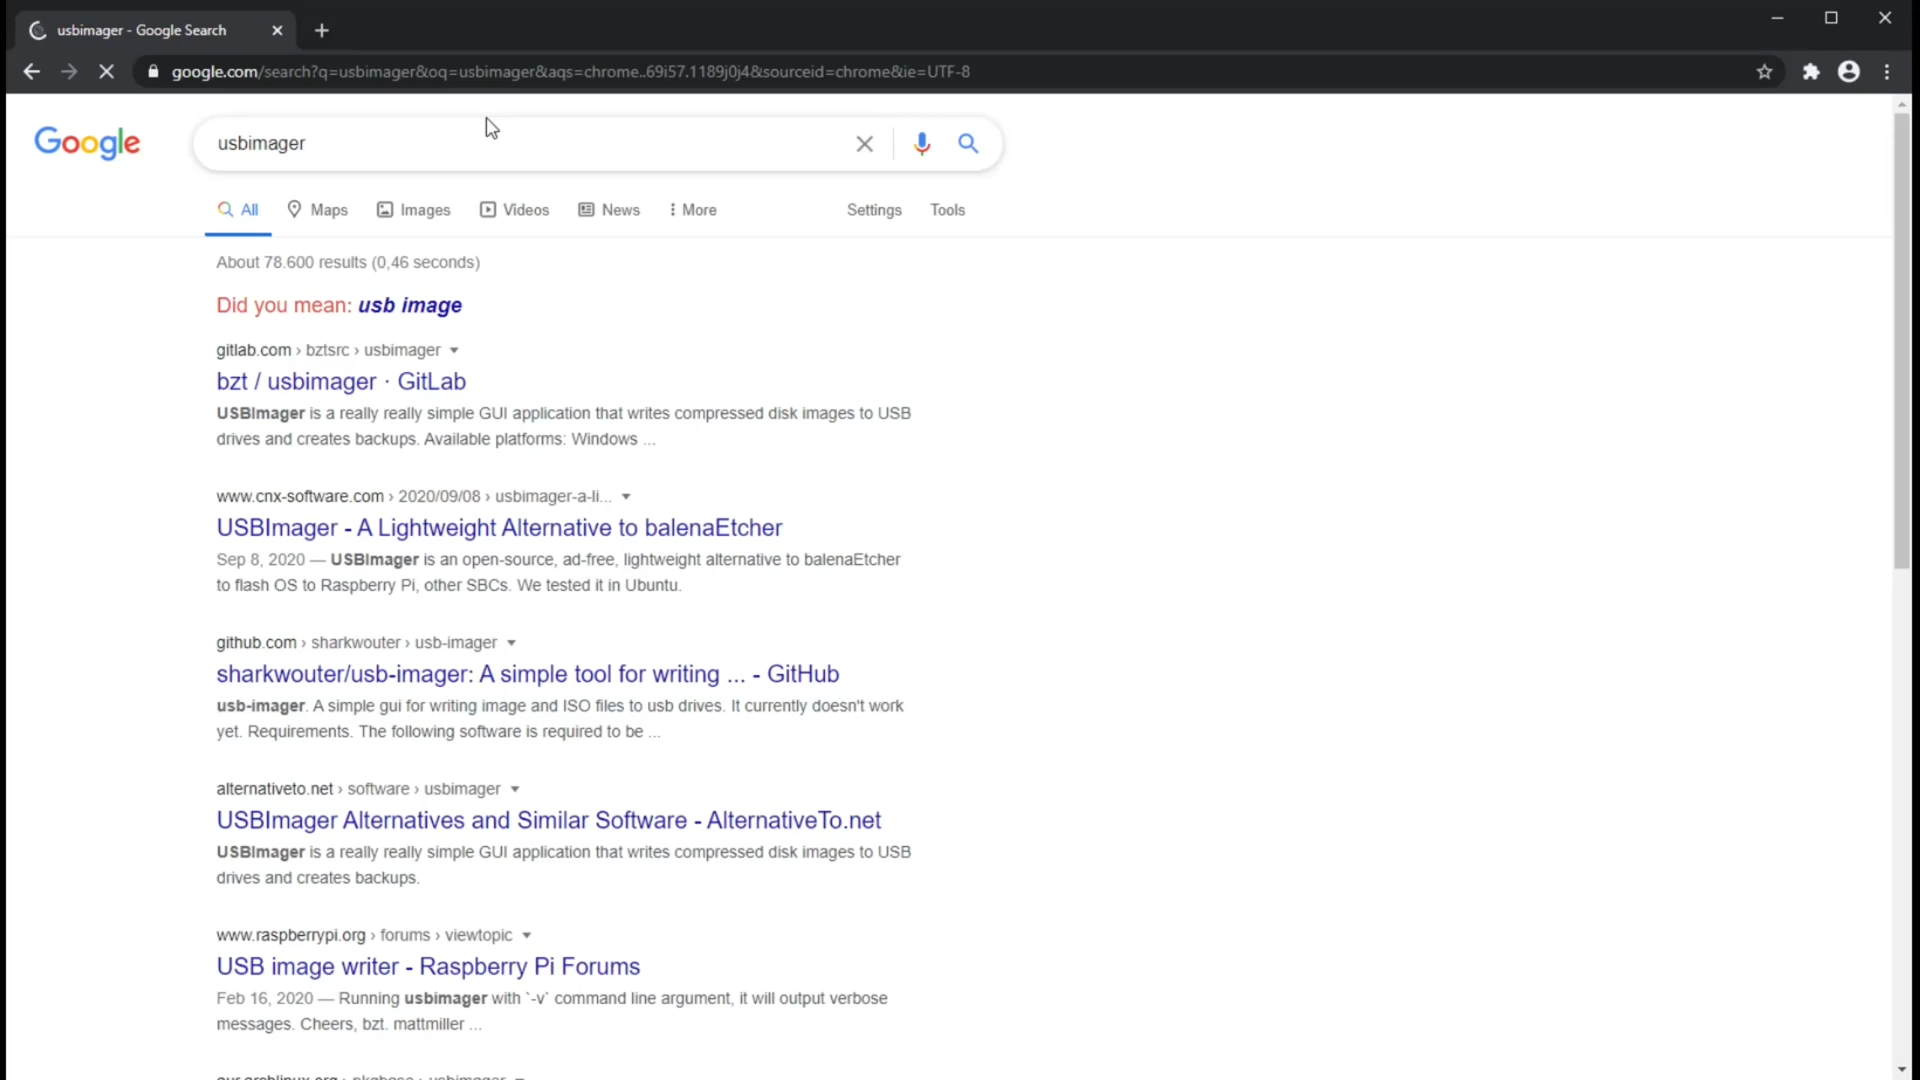 usbimager - Google Search
google.com/search?q=usbimager&oq=usbimager&aqs=chrome..69i57.1189j0j4&sourceid=chrome&ie=UTF-8
Google
usbimager
All Maps Images Videos News More Settings Tools
About 78.600 results (0,46 seconds)
Did you mean: usb image
gitlab.com › bztsrc › usbimager
bzt / usbimager · GitLab
USBImager is a really really simple GUI application that writes compressed disk images to USB
drives and creates backups. Available platforms: Windows ...
www.cnx-software.com › 2020/09/08 › usbimager-a-li...
USBImager - A Lightweight Alternative to balenaEtcher
Sep 8, 2020 — USBImager is an open-source, ad-free, lightweight alternative to balenaEtcher
to flash OS to Raspberry Pi, other SBCs. We tested it in Ubuntu.
github.com › sharkwouter › usb-imager
sharkwouter/usb-imager: A simple tool for writing ... - GitHub
usb-imager. A simple gui for writing image and ISO files to usb drives. It currently doesn't work
yet. Requirements. The following software is required to be ...
alternativeto.net › software › usbimager
USBImager Alternatives and Similar Software - AlternativeTo.net
USBImager is a really really simple GUI application that writes compressed disk images to USB
drives and creates backups.
www.raspberrypi.org › forums › viewtopic
USB image writer - Raspberry Pi Forums
Feb 16, 2020 — Running usbimager with `-v` command line argument, it will output verbose
messages. Cheers, bzt. mattmiller ...
aur.archlinux.org › pkgbase › usbimager